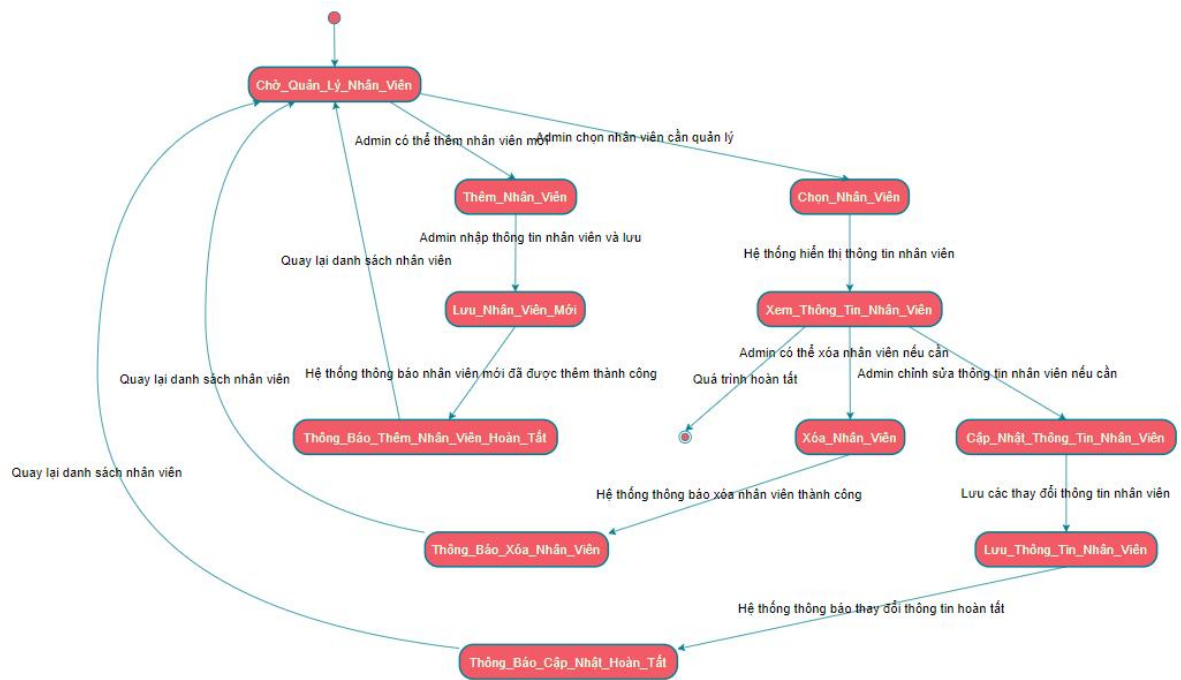 Chờ_Quản_Lý_Nhân_Viên
Admin có thể thêm nhân viên mới
Admin chọn nhân viên cần quản lý
Thêm_Nhân_Viên
Chọn_Nhân_Viên
Admin nhập thông tin nhân viên và lưu
Hệ thống hiển thị thông tin nhân viên
Quay lại danh sách nhân viên
Lưu_Nhân_Viên_Mới
Xem_Thông_Tin_Nhân_Viên
Admin có thể xóa nhân viên nếu cần
Hệ thống thông báo nhân viên mới đã được thêm thành công
Admin chỉnh sửa thông tin nhân viên nếu cần
Quay lại danh sách nhân viên
Quá trình hoàn tất
Thông_Báo_Thêm_Nhân_Viên_Hoàn_Tất
Xóa_Nhân_Viên
Cập_Nhật_Thông_Tin_Nhân_Viên
Quay lại danh sách nhân viên
Hệ thống thông báo xóa nhân viên thành công
Lưu các thay đổi thông tin nhân viên
Thông_Báo_Xóa_Nhân_Viên
Lưu_Thông_Tin_Nhân_Viên
Hệ thống thông báo thay đổi thông tin hoàn tất
Thông_Báo_Cập_Nhật_Hoàn_Tất